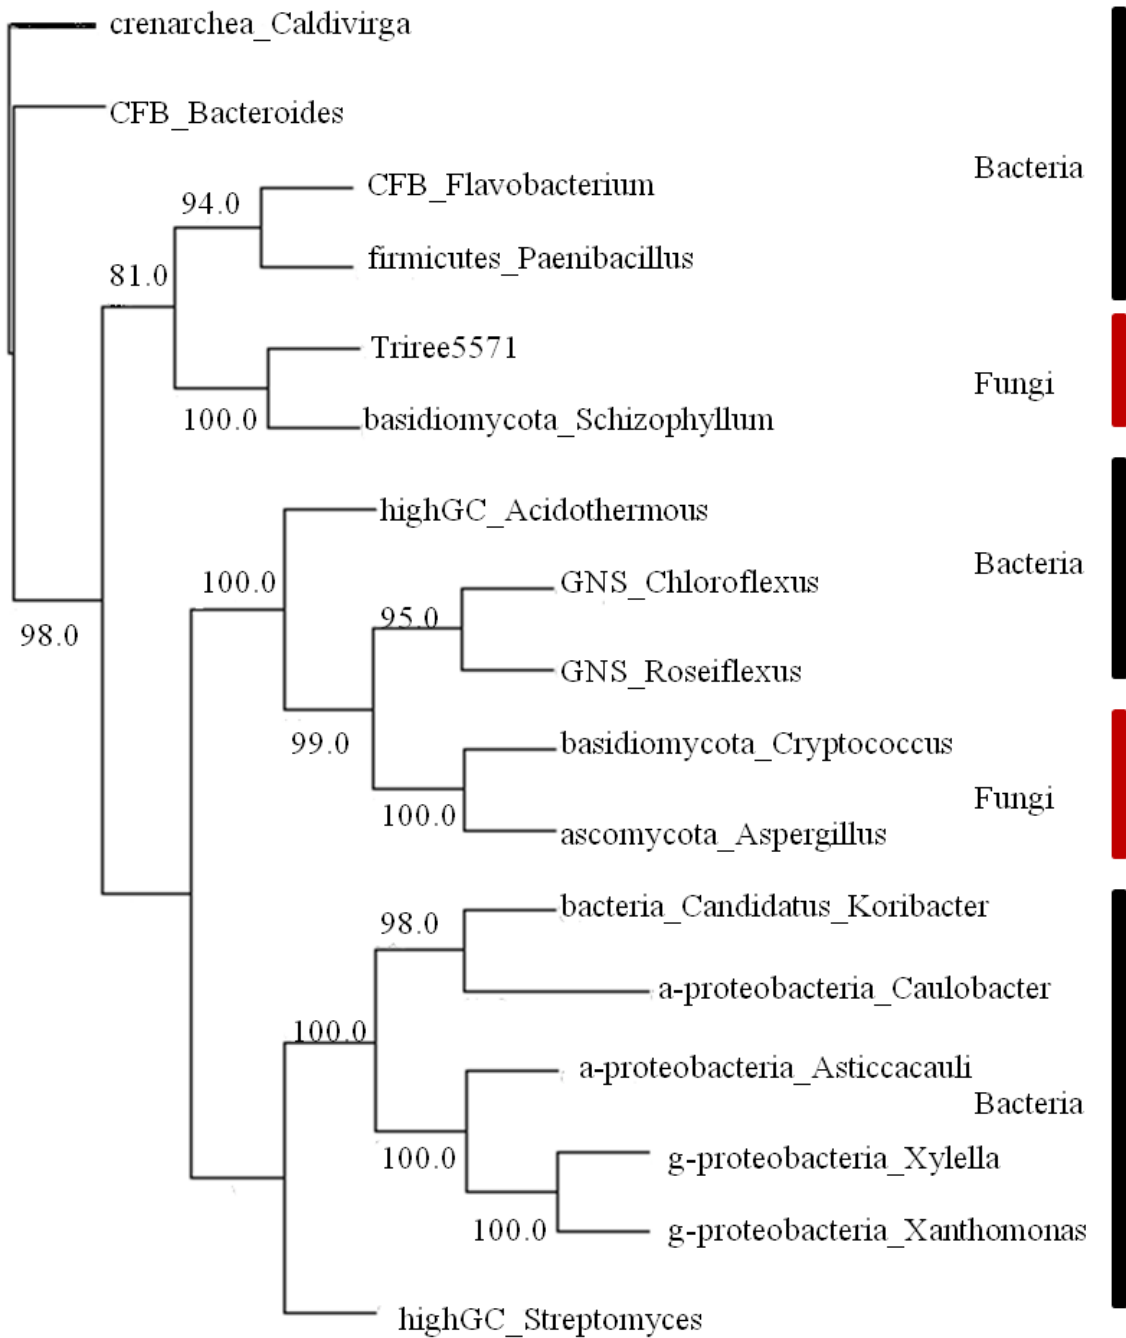 crenarchea_Caldivirga
CFB_Bacteroides
Bacteria
CFB_Flavobacterium
94.0
firmicutes_Paenibacillus
81.0
Triree5571
Fungi
100.0
basidiomycota_Schizophyllum
highGC_Acidothermous
Bacteria
100.0
GNS_Chloroflexus
95.0
98.0
GNS_Roseiflexus
99.0
basidiomycota_Cryptococcus
Fungi
100.0
ascomycota_Aspergillus
98.0
bacteria_Candidatus_Koribacter
a-proteobacteria_Caulobacter
100.0
a-proteobacteria_Asticcacauli
Bacteria
100.0
g-proteobacteria_Xylella
100.0
g-proteobacteria_Xanthomonas
highGC_Streptomyces